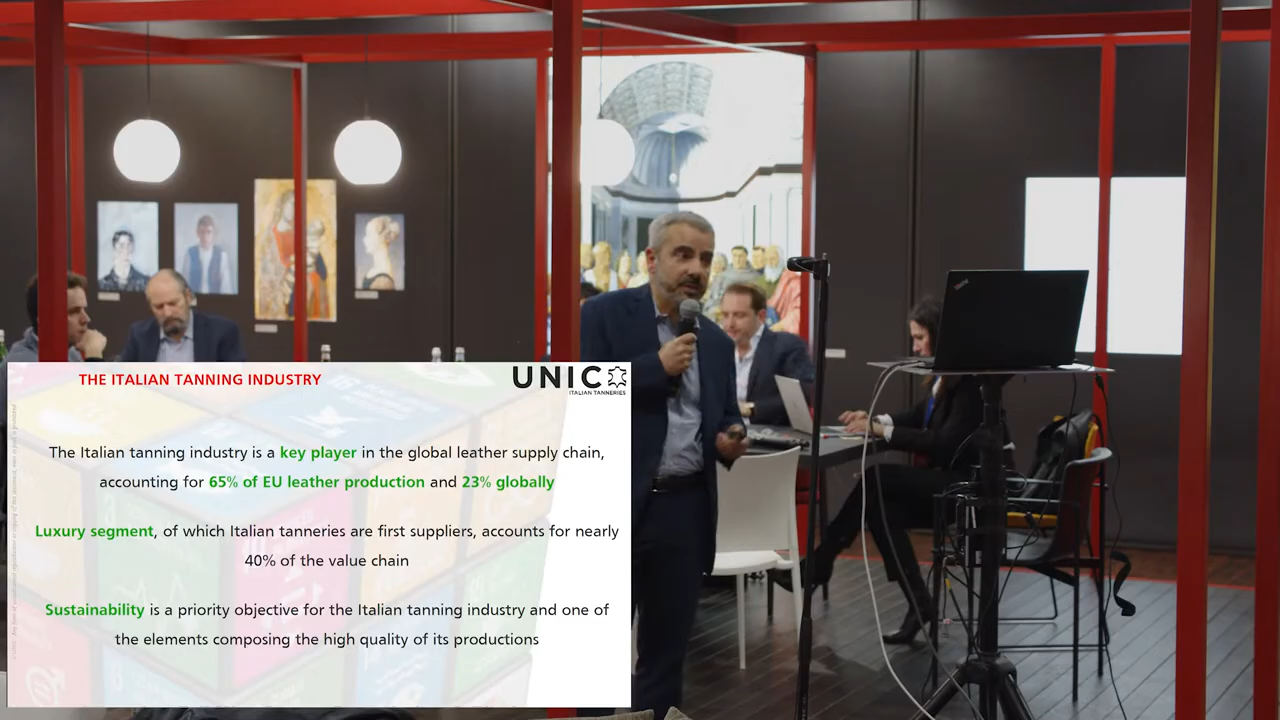 THE ITALIAN TANNING INDUSTRY
UNIC
ITALIAN TANNERIES
The Italian tanning industry is a key player in the global leather supply chain,
accounting for 65% of EU leather production and 23% globally
Luxury segment, of which Italian tanneries are first suppliers, accounts for nearly
40% of the value chain
Sustainability is a priority objective for the Italian tanning industry and one of
the elements composing the high quality of its productions